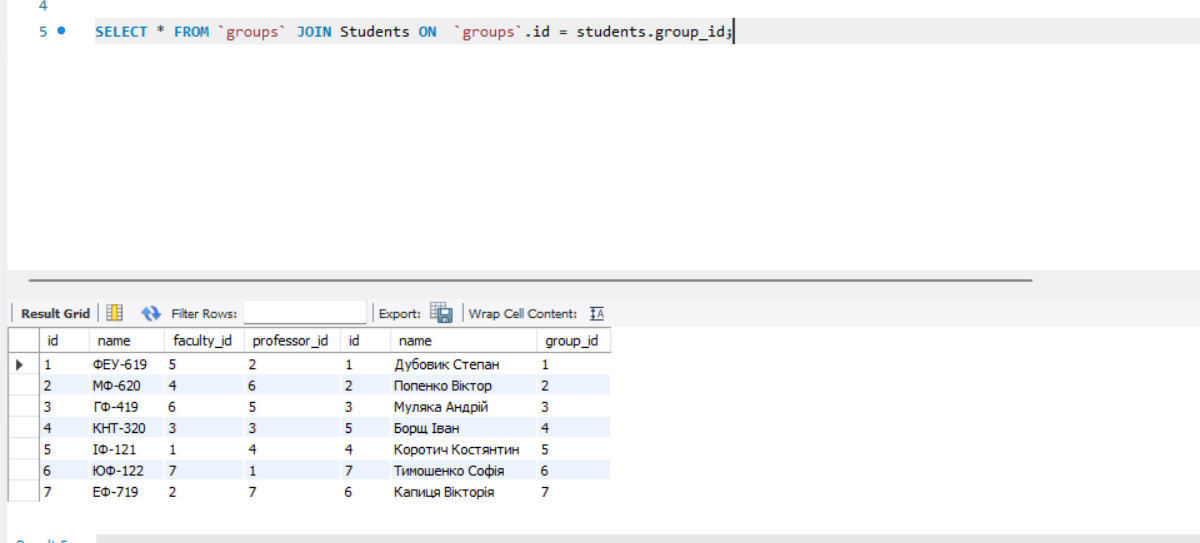 4
5 SELECT * FROM `groups` JOIN Students ON `groups`.id = students.group_id;
Result Grid Filter Rows: Export: Wrap Cell Content: IA
id name faculty_id professor_id id name group_id
1 ФЕУ-619 5 2 1 Дубовик Степан 1
2 МФ-620 4 6 2 Попенко Віктор 2
3 ГФ-419 6 5 3 Муляка Андрій 3
4 КНТ-320 3 3 5 Борщ Іван 4
5 ІФ-121 1 4 4 Коротич Костянтин 5
6 ЮФ-122 7 1 7 Тимошенко Софія 6
7 ЕФ-719 2 7 6 Капиця Вікторія 7